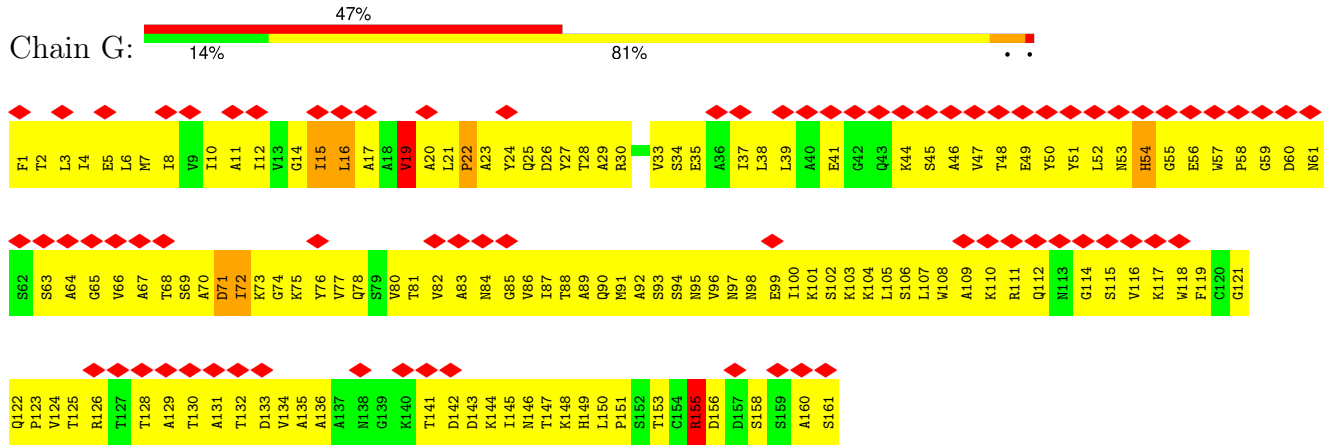 47%
Chain G:
14% 81% • •
F1 T2 L3 I4 E5 L6 M7 I8 V9 I10 A11 I12 V13 G14 I15 L16 A17 A18 V19 A20 L21 P22 A23 Y24 Q25 D26 Y27 T28 A29 R30 V33 S34 E35 A36 I37 L38 L39 A40 E41 G42 Q43 K44 S45 A46 V47 T48 E49 Y50 Y51 L52 N53 H54 G55 E56 W57 P58 G59 D60 N61
S62 S63 A64 G65 V66 A67 T68 S69 A70 D71 I72 K73 G74 K75 Y76 V77 Q78 S79 V80 T81 V82 A83 N84 G85 V86 I87 T88 A89 Q90 M91 A92 S93 S94 N95 V96 N97 N98 E99 I100 K101 S102 K103 K104 L105 S106 L107 W108 A109 K110 R111 Q112 N113 G114 S115 V116 K117 W118 F119 C120 G121
Q122 P123 V124 T125 R126 T127 T128 A129 T130 A131 T132 D133 V134 A135 A136 A137 N138 G139 K140 T141 D142 D143 K144 I145 N146 T147 K148 H149 L150 P151 S152 T153 C154 R155 D156 D157 S158 S159 A160 S161